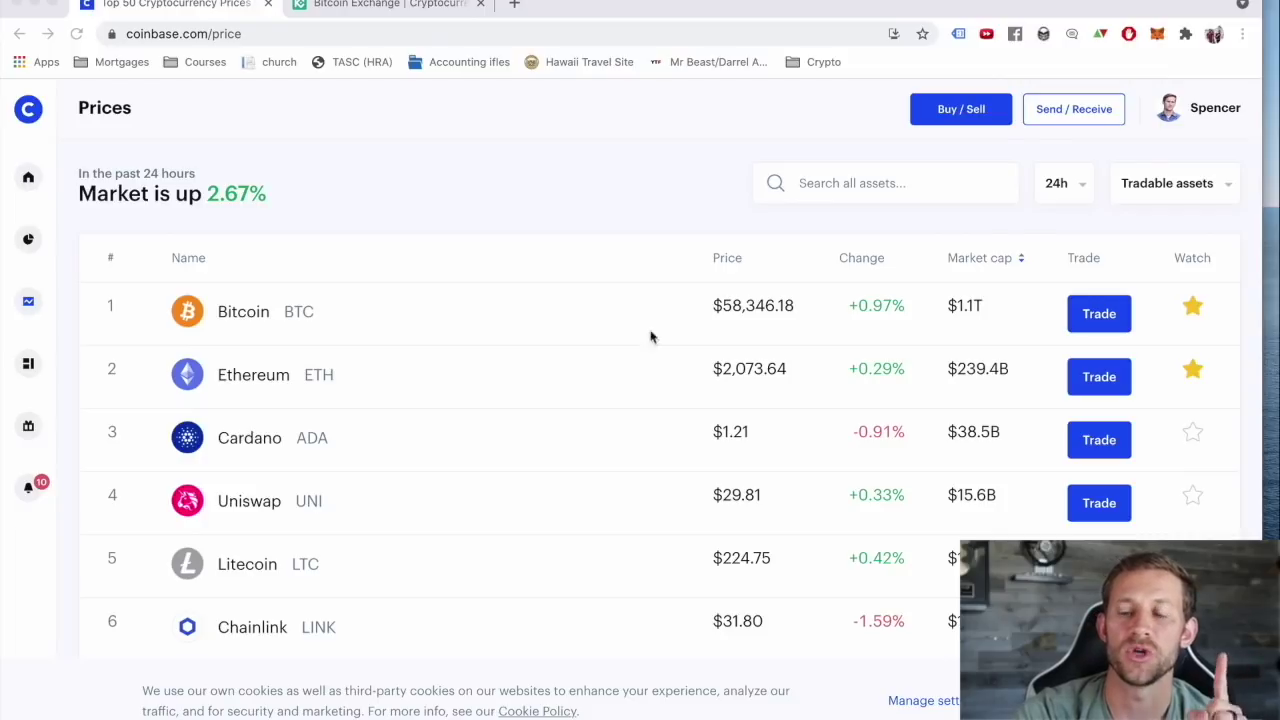 Top 50 Cryptocurrency Prices
Bitcoin Exchange | Cryptocurr
coinbase.com/price
Apps Mortgages Courses church TASC (HRA) Accounting ifles Hawaii Travel Site Mr Beast/Darrel A... Crypto
C Prices Buy / Sell Send / Receive Spencer
In the past 24 hours
Market is up 2.67%
Search all assets... 24h Tradable assets
# Name Price Change Market cap Trade Watch
1 Bitcoin BTC $58,346.18 +0.97% $1.1T Trade
2 Ethereum ETH $2,073.64 +0.29% $239.4B Trade
3 Cardano ADA $1.21 -0.91% $38.5B Trade
10
4 Uniswap UNI $29.81 +0.33% $15.6B Trade
5 Litecoin LTC $224.75 +0.42%
6 Chainlink LINK $31.80 -1.59%
We use our own cookies as well as third-party cookies on our websites to enhance your experience, analyze our
traffic, and for security and marketing. For more info, see our Cookie Policy.
Manage sett